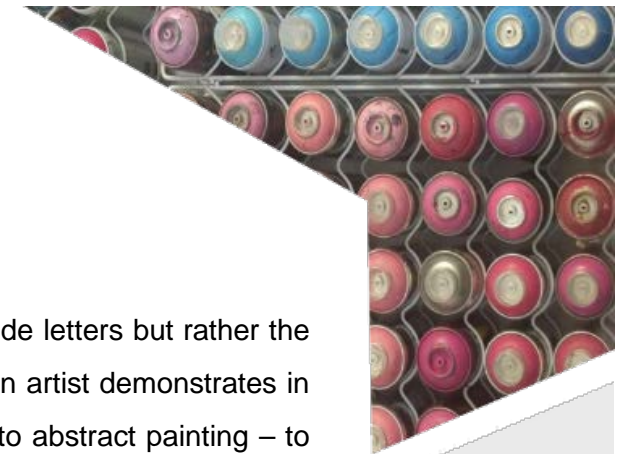 de letters but rather the
n artist demonstrates in
to abstract painting – to